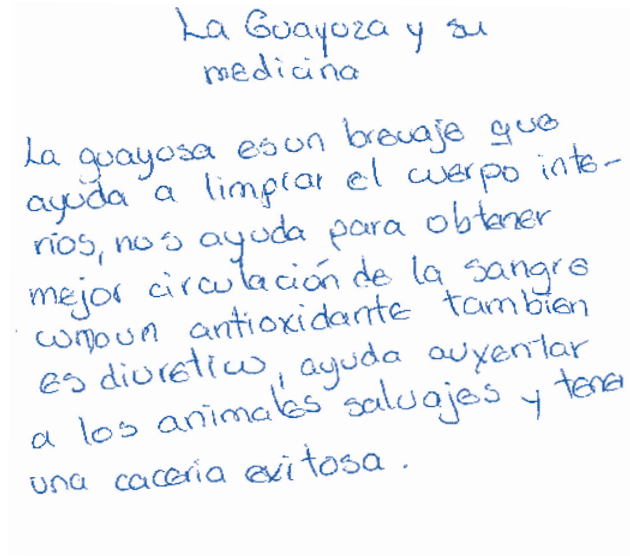 La Guayuza y su
medicina
La guayosa es un brevaje que
ayuda a limpiar el cuerpo inte-
rios, nos ayuda para obtener
mejor circulación de la sangre
como un antioxidante tambien
es diuretico, ayuda auyentar
a los animales salvajes y tener
una caceria exitosa.